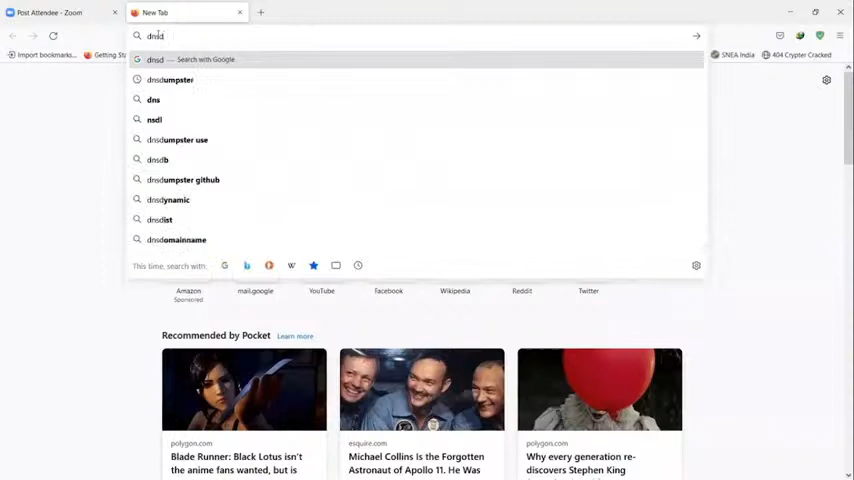 Post Attendee - Zoom
New Tab
dnsd
Import bookmarks...
Getting Sta
SNEA India
404 Crypter Cracked
dnsd — Search with Google
dnsdumpster
dns
nsdl
dnsdumpster use
dnsdb
dnsdumpster github
dnsdynamic
dnsdist
dnsdomainname
This time, search with:
Amazon
Sponsored
mail.google
YouTube
Facebook
Wikipedia
Reddit
Twitter
Recommended by Pocket
Learn more
polygon.com
Blade Runner: Black Lotus isn't
the anime fans wanted, but is
esquire.com
Michael Collins Is the Forgotten
Astronaut of Apollo 11. He Was
polygon.com
Why every generation re-
discovers Stephen King